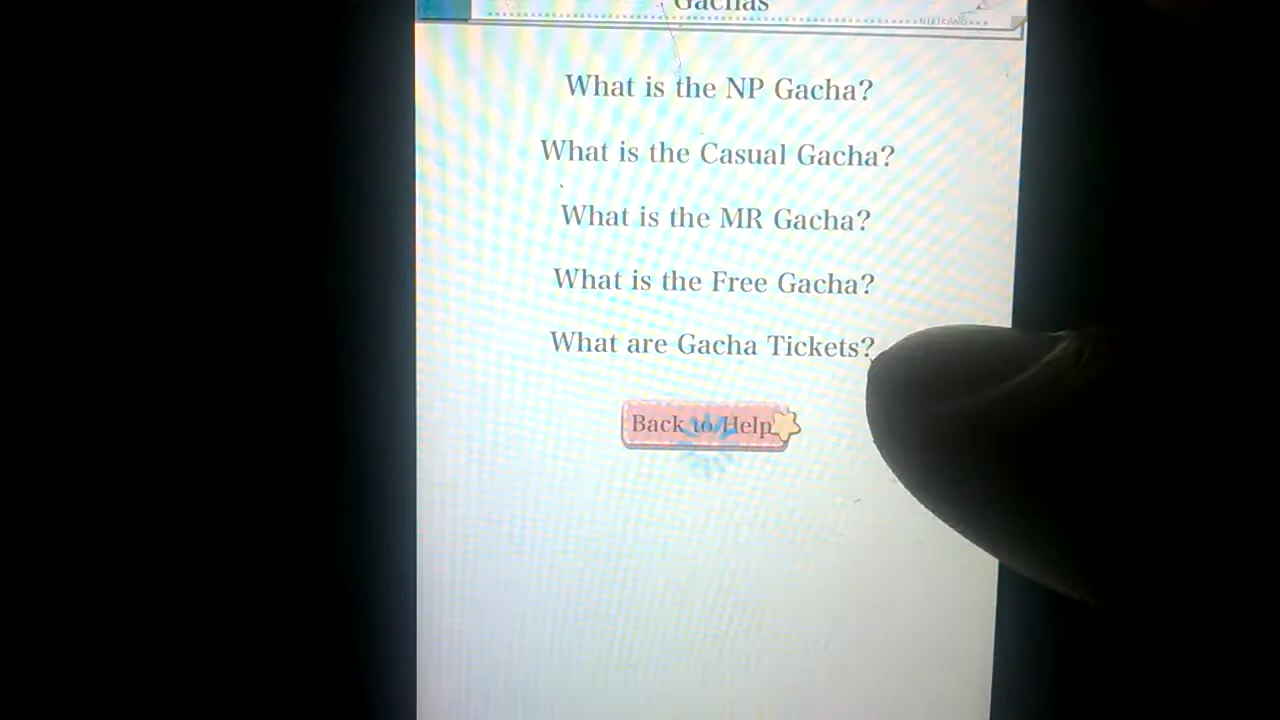 Gachas
What is the NP Gacha?
What is the Casual Gacha?
What is the MR Gacha?
What is the Free Gacha?
What are Gacha Tickets?
Back to Help